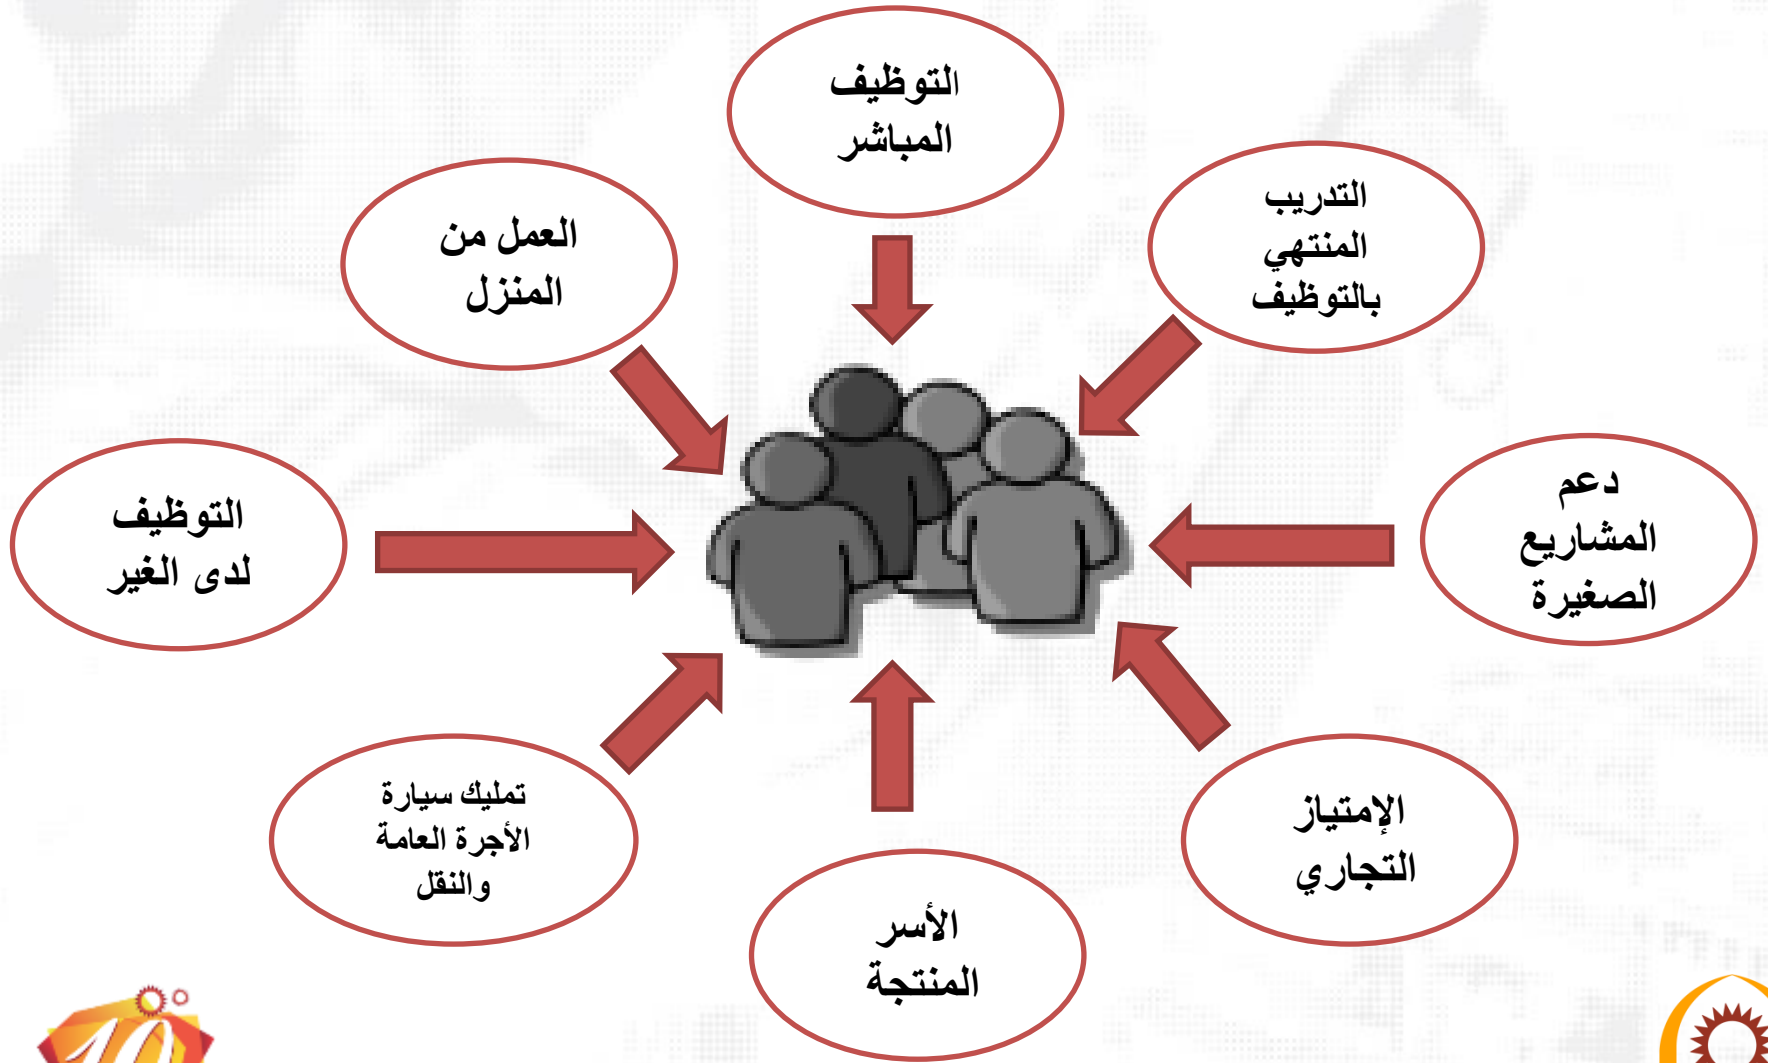 التوظيف
المباشر
التدريب
المنتهي
بالتوظيف
العمل من
المنزل
دعم
المشاريع
الصغيرة
التوظيف
لدى الغير
الإمتياز
التجاري
تمليك سيارة
الأجرة العامة
والنقل
الأسر
المنتجة
10